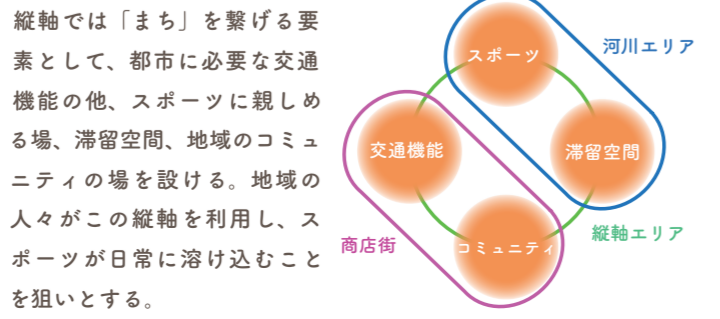 縦軸では「まち」を繋げる要
素として、都市に必要な交通
機能の他、スポーツに親しめ
る場、滞留空間、地域のコミュ
ニティの場を設ける。地域の
人々がこの縦軸を利用し、ス
ポーツが日常に溶け込むこと
を狙いとする。
スポーツ
河川エリア
交通機能
滞留空間
縦軸エリア
商店街
コミュニティ